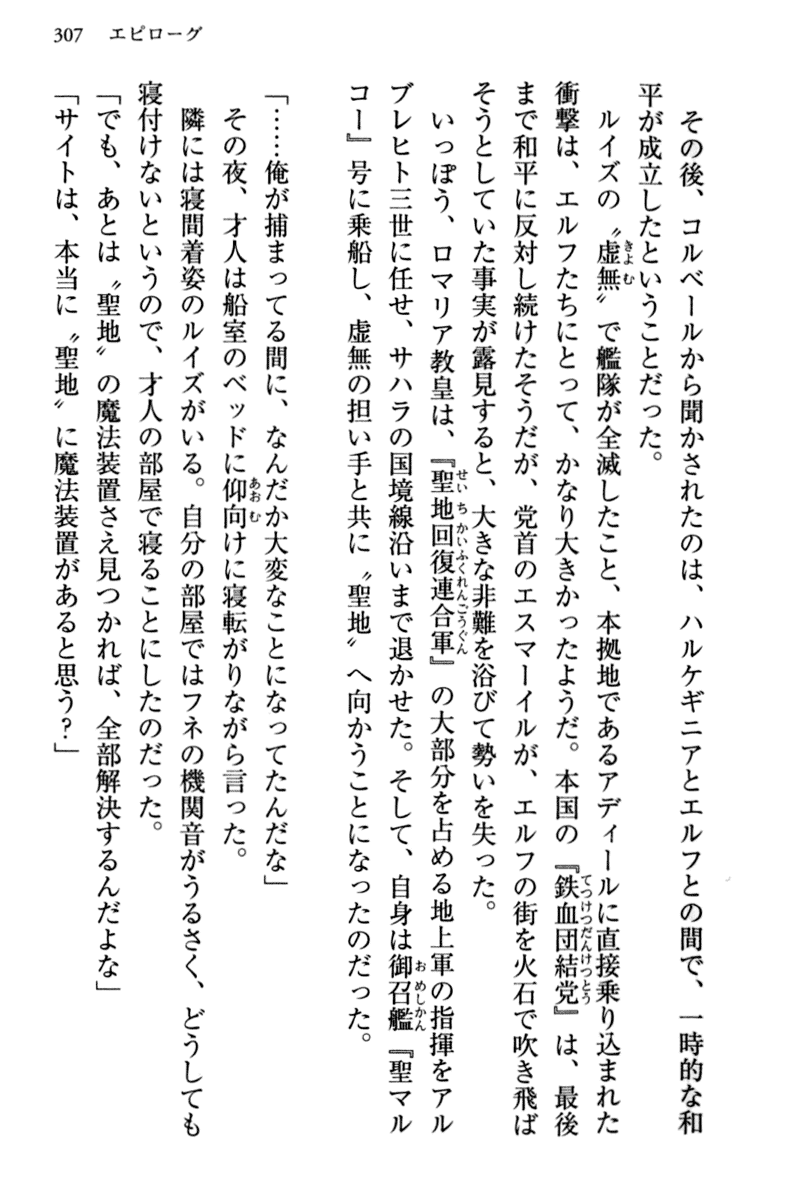 307　エピローグ
その後、コルベールから聞かされたのは、ハルケギニアとエルフとの間で、一時的な和
平が成立したということだった。
ルイズの〝虚無〟で艦隊が全滅したこと、本拠地であるアディールに直接乗り込まれた
衝撃は、エルフたちにとって、かなり大きかったようだ。本国の『鉄血団結党』は、最後
まで和平に反対し続けたそうだが、党首のエスマーイルが、エルフの街を火石で吹き飛ば
そうとしていた事実が露見すると、大きな非難を浴びて勢いを失った。
いっぽう、ロマリア教皇は、『聖地回復連合軍』の大部分を占める地上軍の指揮をアル
ブレヒト三世に任せ、サハラの国境線沿いまで退かせた。そして、自身は御召艦『聖マル
コー』号に乗船し、虚無の担い手と共に〝聖地〟へ向かうことになったのだった。
「……俺が捕まってる間に、なんだか大変なことになってたんだな」
その夜、才人は船室のベッドに仰向けに寝転がりながら言った。
隣には寝間着姿のルイズがいる。自分の部屋ではフネの機関音がうるさく、どうしても
寝付けないというので、才人の部屋で寝ることにしたのだった。
「でも、あとは〝聖地〟の魔法装置さえ見つかれば、全部解決するんだよな」
「サイトは、本当に〝聖地〟に魔法装置があると思う？」